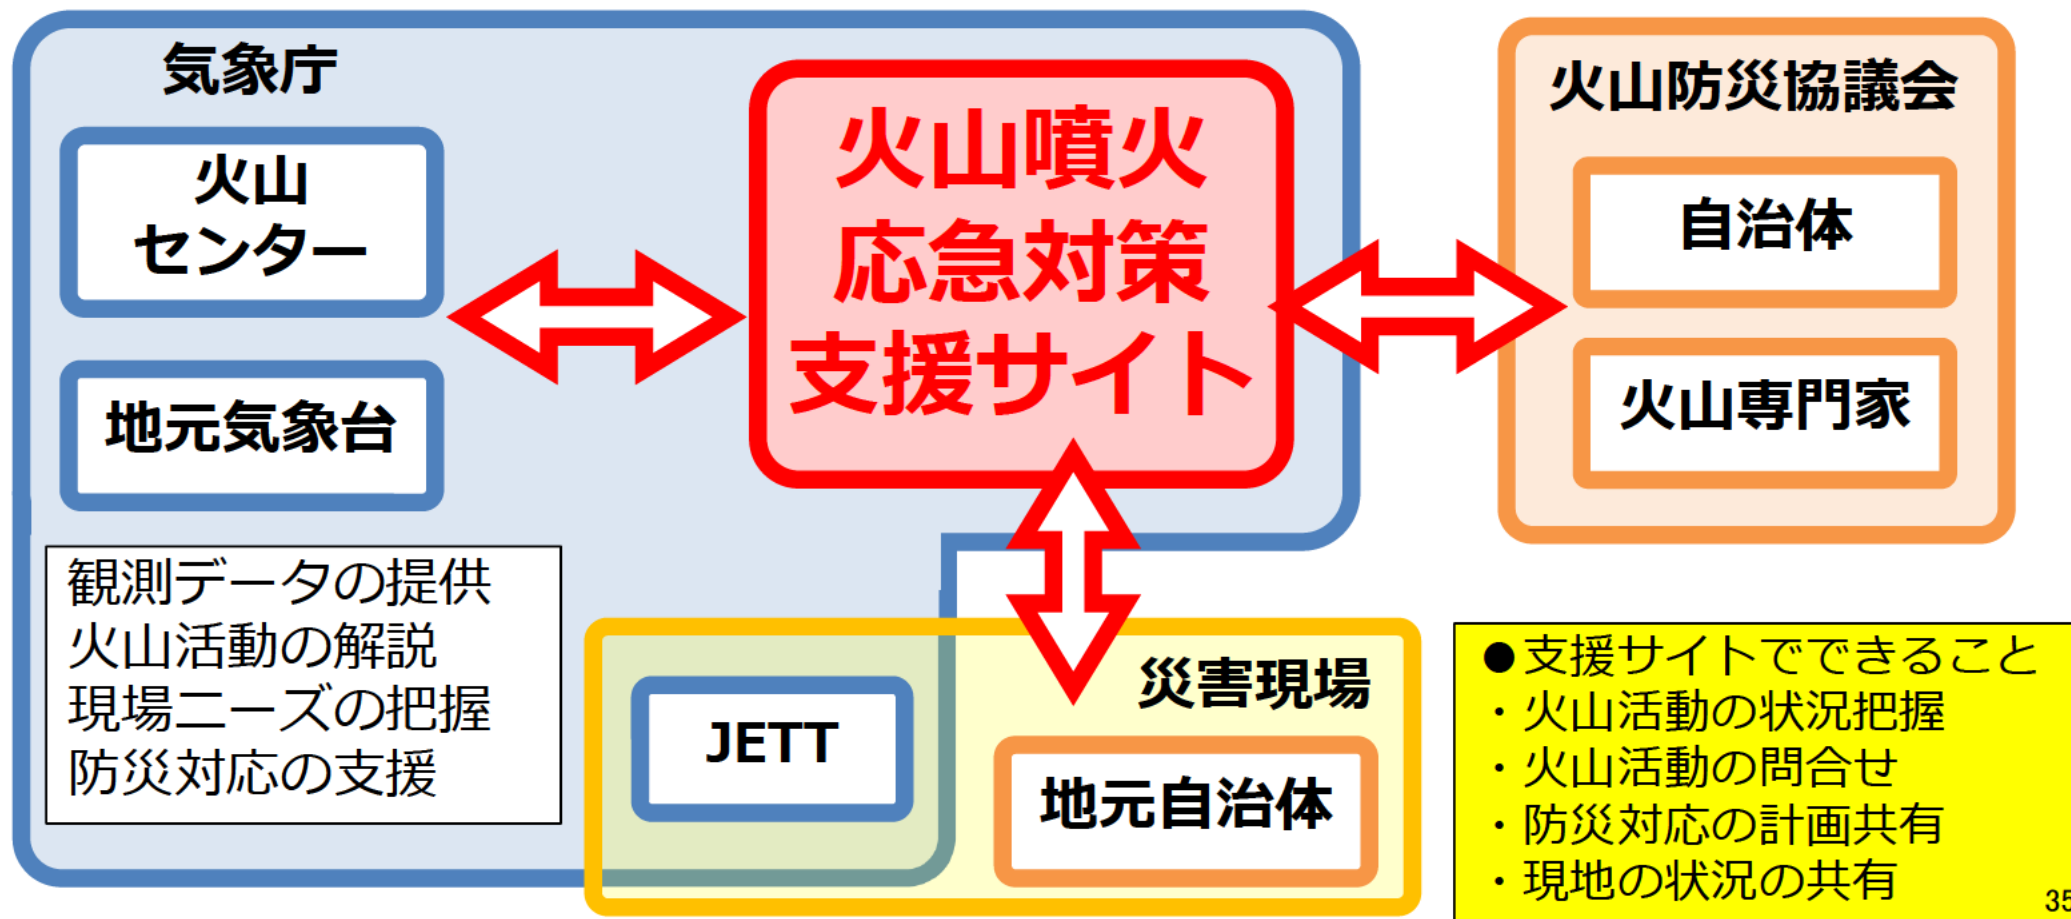 気象庁
火山
センター
地元気象台
観測データの提供
火山活動の解説
現場ニーズの把握
防災対応の支援
火山噴火
応急対策
支援サイト
火山防災協議会
自治体
火山専門家
災害現場
JETT
地元自治体
●支援サイトでできること
・火山活動の状況把握
・火山活動の問合せ
・防災対応の計画共有
・現地の状況の共有
35